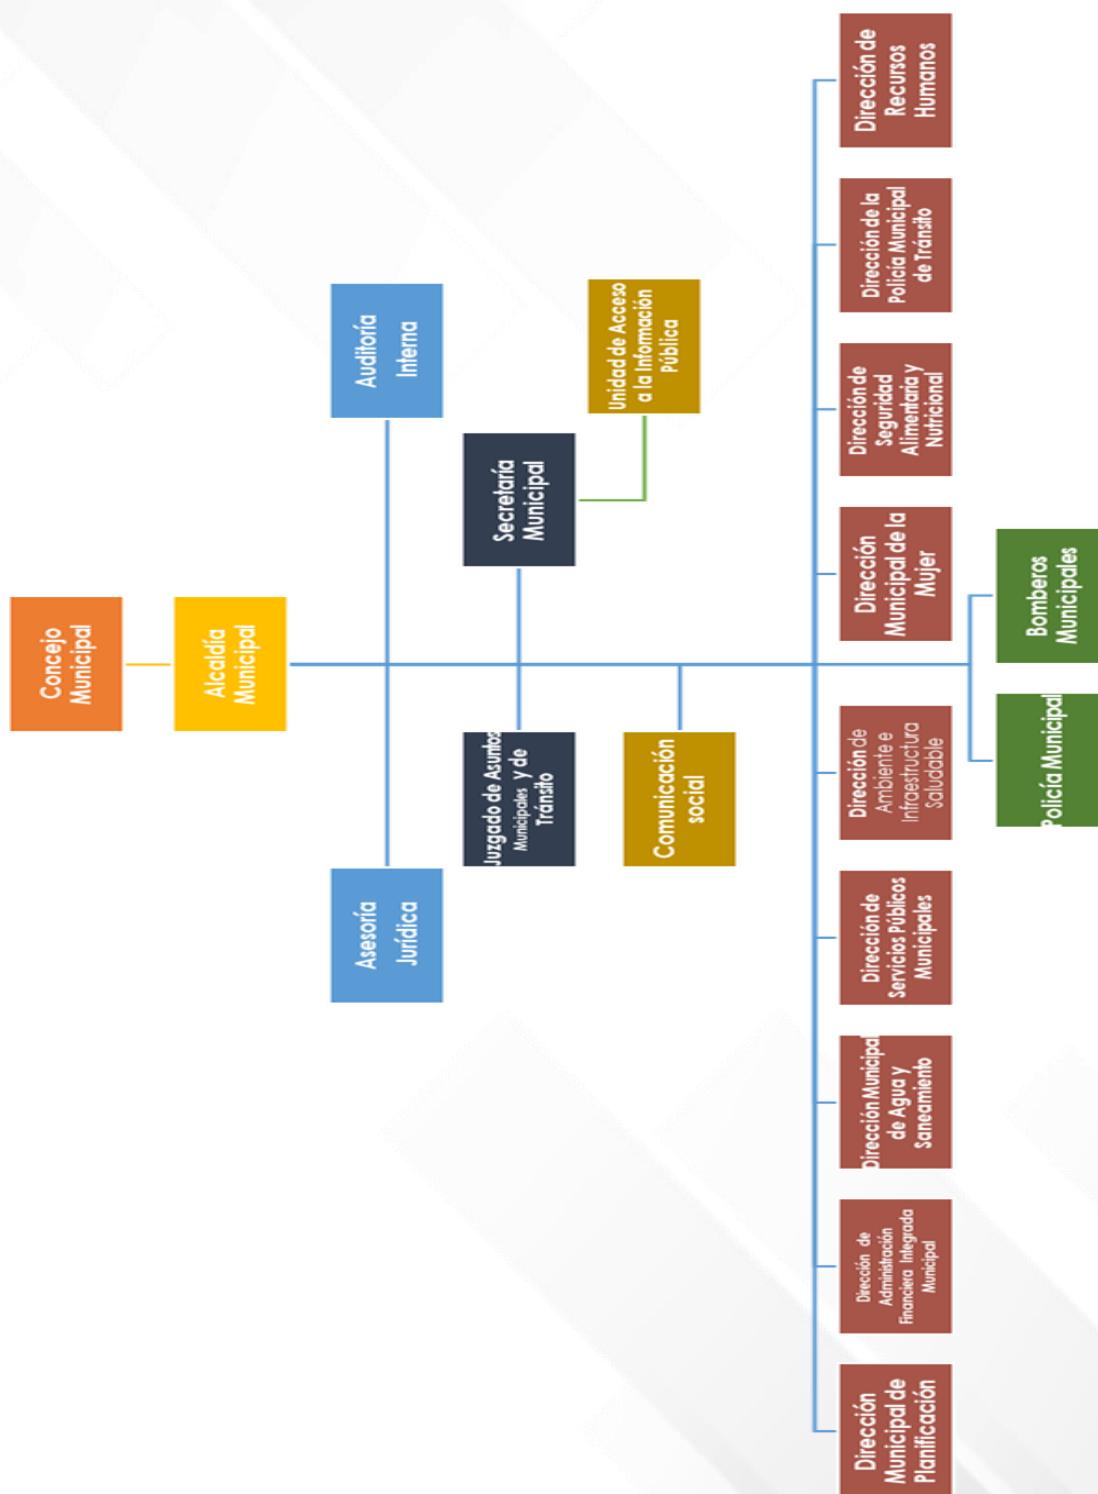 Concejo
Municipal
Alcaldía
Municipal
Asesoría
Jurídica
Auditoría
Interna
Juzgado de Asuntos
Municipales y de
Tránsito
Secretaría
Municipal
Comunicación
social
Unidad de Acceso
a la Información
Pública
Dirección
Municipal de
Planificación
Dirección de
Administración
Financiera Integrada
Municipal
Dirección Municipal
de Agua y
Saneamiento
Dirección de
Servicios Públicos
Municipales
Dirección de
Ambiente e
Infraestructura
Saludable
Dirección
Municipal de la
Mujer
Dirección de
Seguridad
Alimentaria y
Nutricional
Dirección de la
Policía Municipal
de Tránsito
Dirección de
Recursos
Humanos
Policía Municipal
Bomberos
Municipales